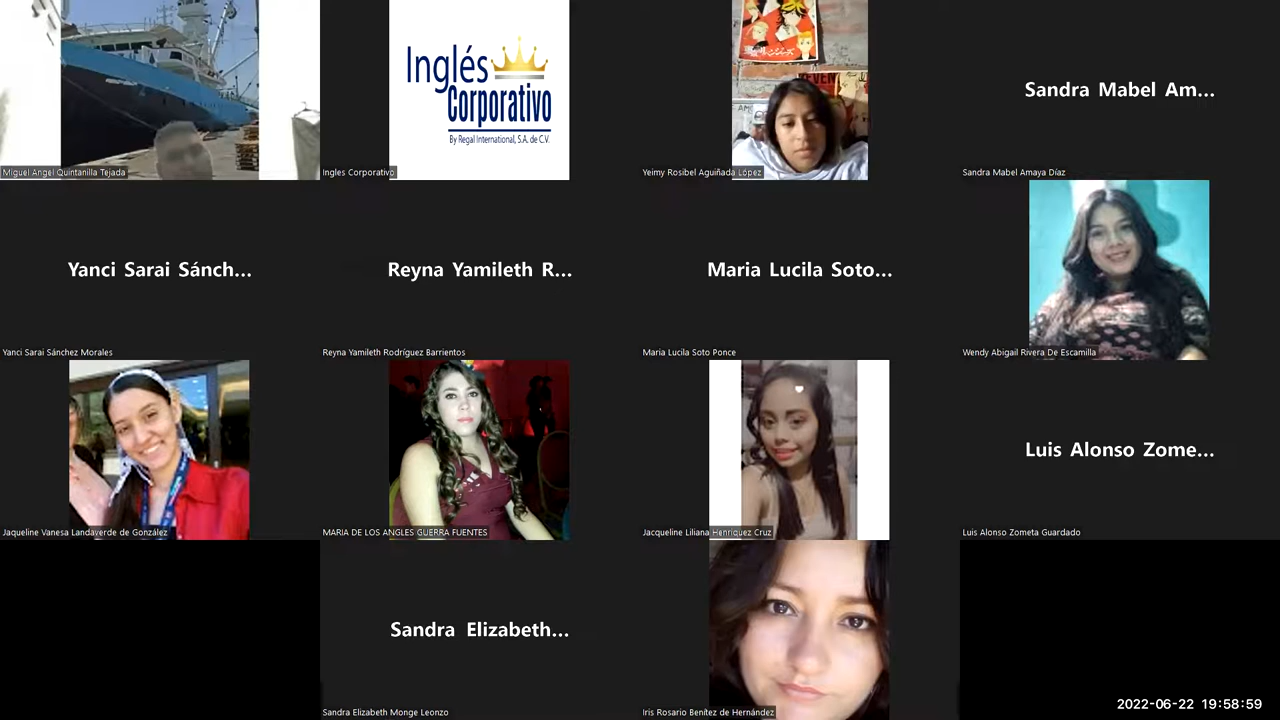 Inglés
Corporativo
By Regal International, S.A. de C.V.
Sandra Mabel Am...
Miguel Angel Quintanilla Tejada
Ingles Corporativo
Yeimy Rosibel Aguiñada López
Sandra Mabel Amaya Díaz
Yanci Sarai Sánch...
Reyna Yamileth R...
Maria Lucila Soto...
Yanci Sarai Sánchez Morales
Reyna Yamileth Rodríguez Barrientos
Maria Lucila Soto Ponce
Wendy Abigail Rivera De Escamilla
Luis Alonso Zome...
Jaqueline Vanesa Landaverde de González
MARIA DE LOS ANGLES GUERRA FUENTES
Jacqueline Liliana Henriquez Cruz
Luis Alonso Zometa Guardado
Sandra Elizabeth...
Sandra Elizabeth Monge Leonzo
Iris Rosario Benítez de Hernández
2022-06-22 19:58:59